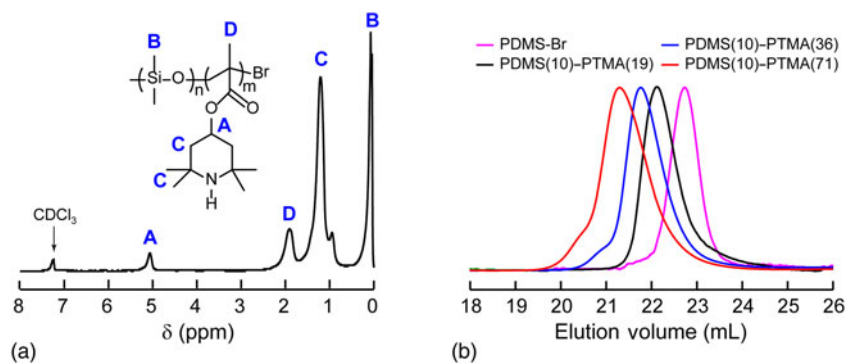 B
D
B
C
Si
O
n
m
Br
O
O
A
C
C
N
H
CDCl3
A
D
8 7 6 5 4 3 2 1 0
δ (ppm)
(a)
PDMS-Br
PDMS(10)–PTMA(36)
PDMS(10)–PTMA(19)
PDMS(10)–PTMA(71)
18 19 20 21 22 23 24 25 26
Elution volume (mL)
(b)